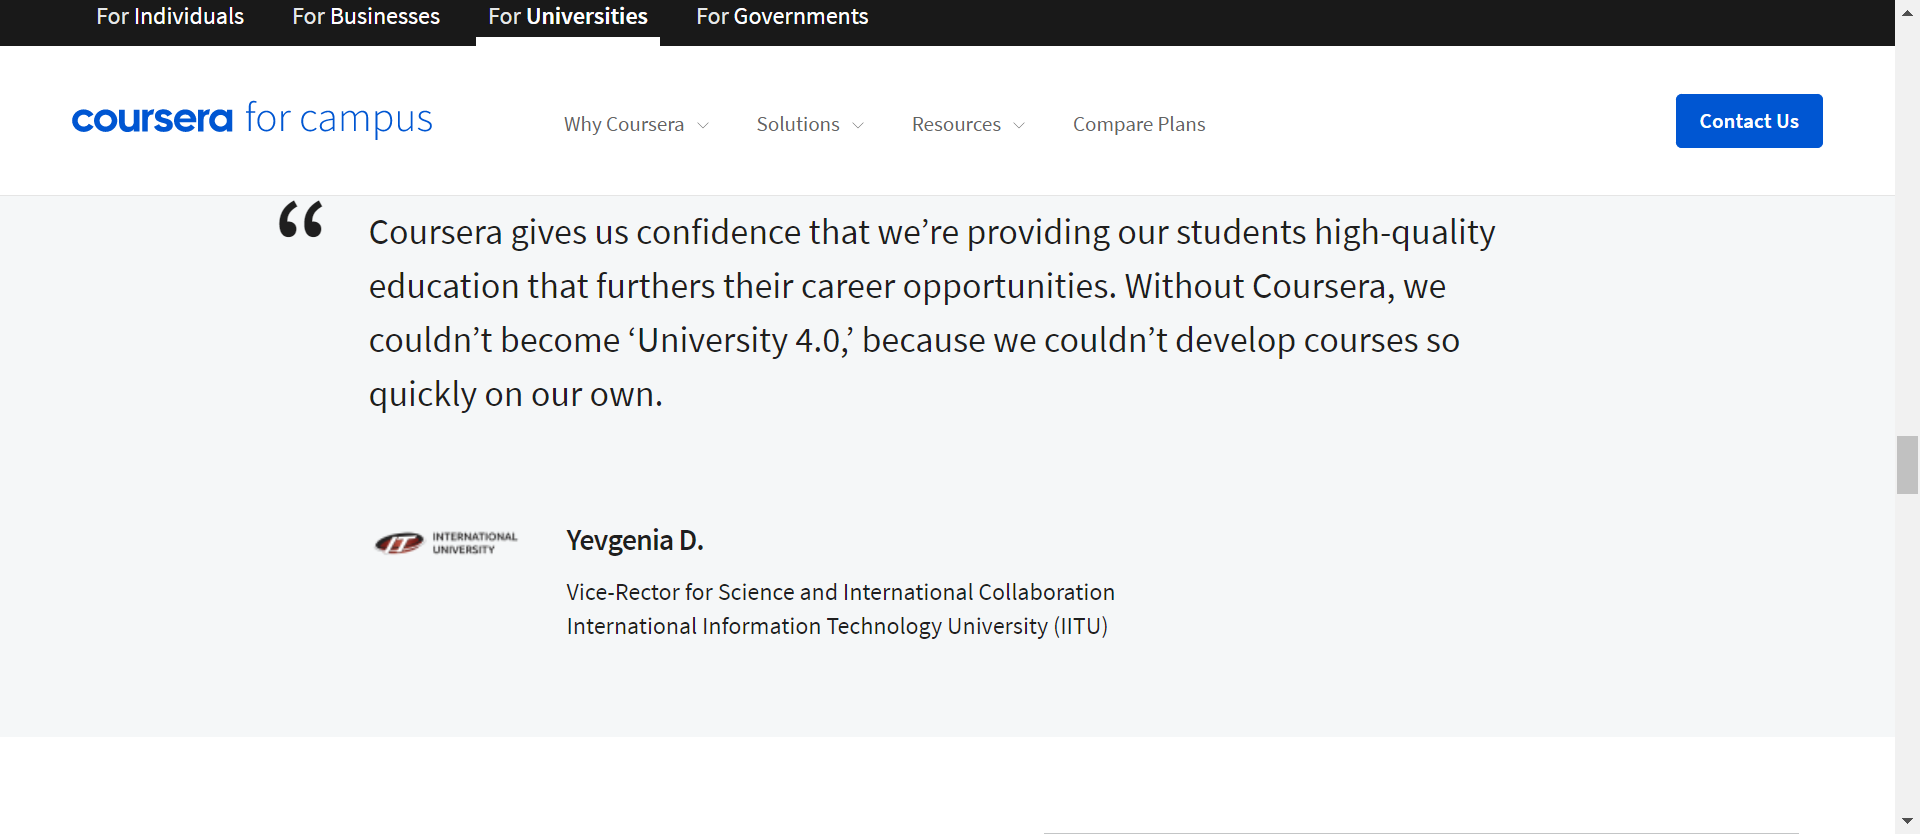 For Individuals For Businesses For Universities For Governments
coursera for campus Why Coursera Solutions Resources Compare Plans Contact Us
“ Coursera gives us confidence that we’re providing our students high-quality
education that furthers their career opportunities. Without Coursera, we
couldn’t become ‘University 4.0,’ because we couldn’t develop courses so
quickly on our own.
IT INTERNATIONAL
UNIVERSITY
Yevgenia D.
Vice-Rector for Science and International Collaboration
International Information Technology University (IITU)